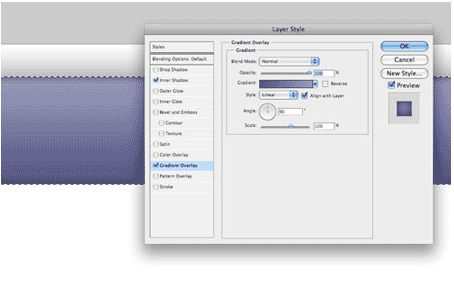 Layer Style
Styles
Blending Options: Default
Drop Shadow
Inner Shadow
Outer Glow
Inner Glow
Bevel and Emboss
Contour
Texture
Satin
Color Overlay
Gradient Overlay
Pattern Overlay
Stroke
Gradient Overlay
Gradient
Blend Mode: Normal
Opacity: 100 %
Gradient: Reverse
Style: Linear Align with Layer
Angle: 90 °
Scale: 100 %
OK
Cancel
New Style...
Preview